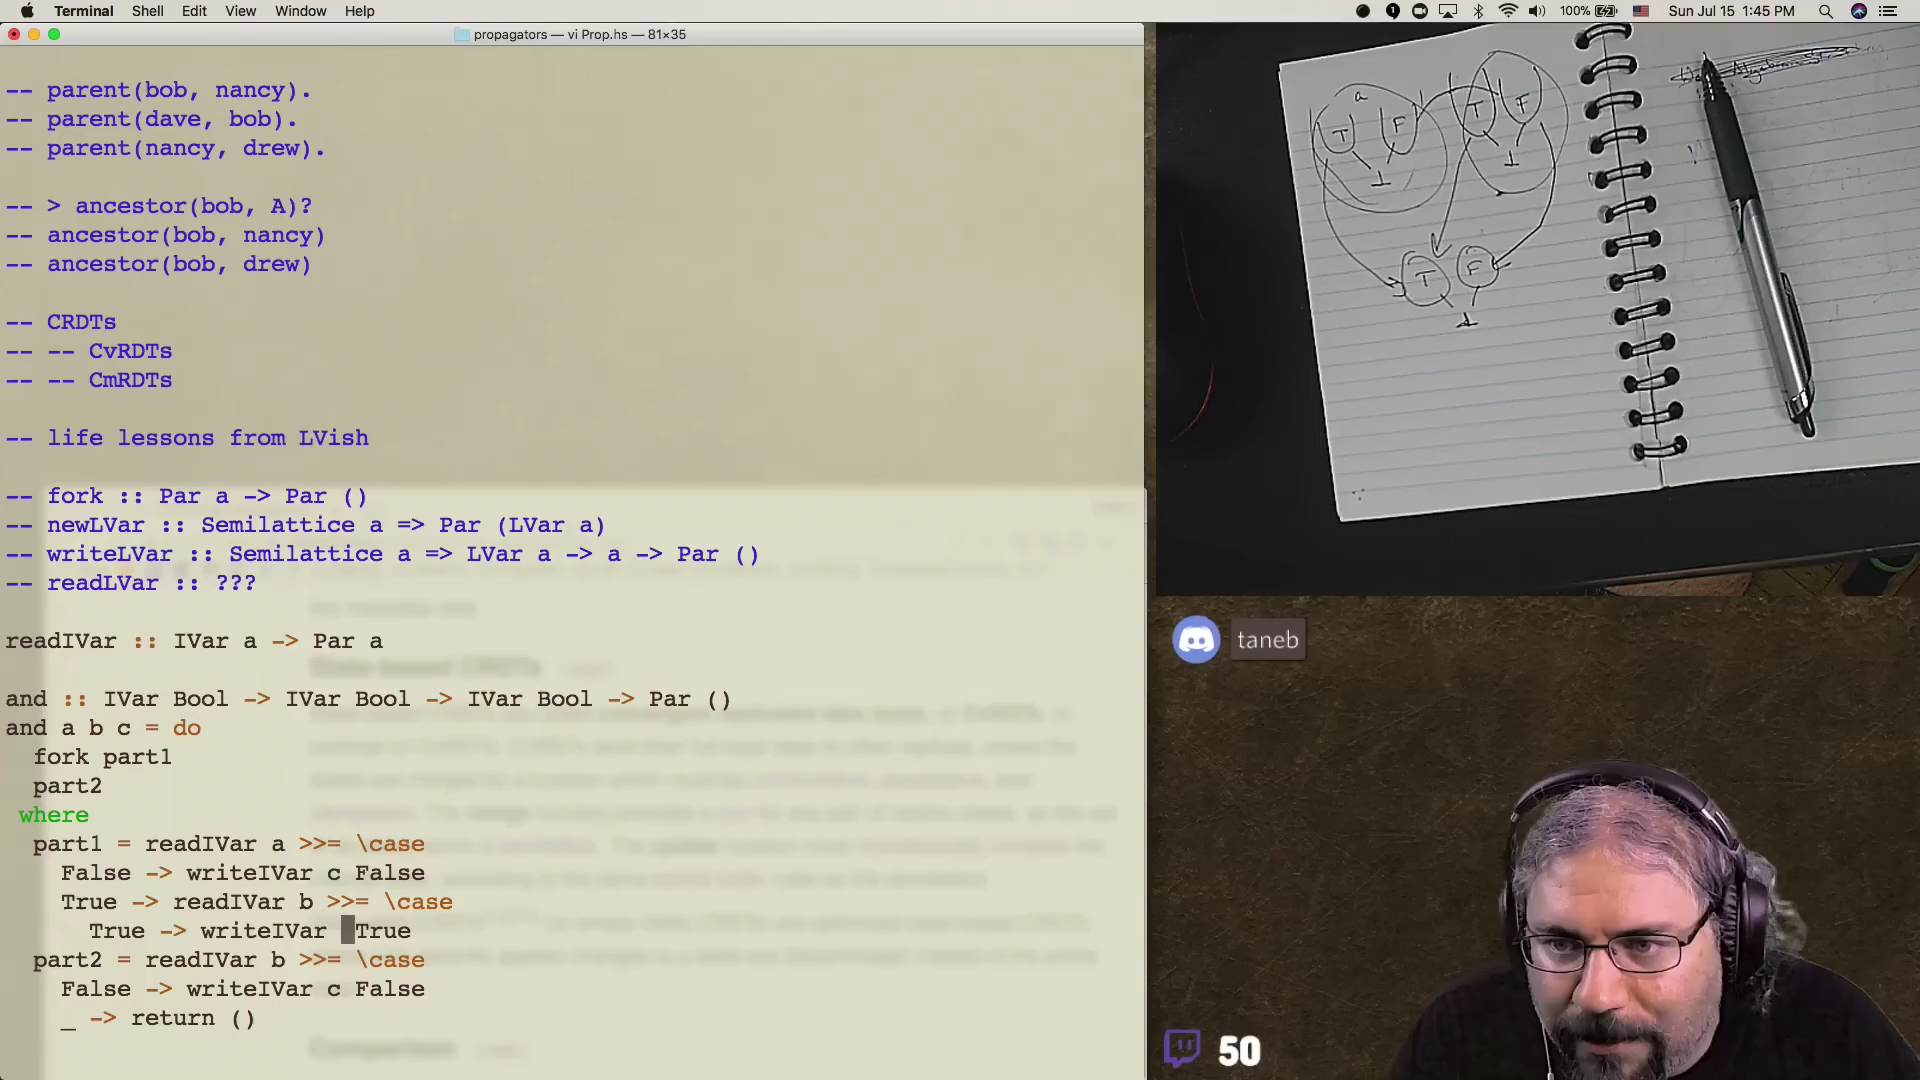 Terminal Shell Edit View Window Help
100% Sun Jul 15 1:45 PM
propagators — vi Prop.hs — 81×35
-- parent(bob, nancy).
-- parent(dave, bob).
-- parent(nancy, drew).
-- > ancestor(bob, A)?
-- ancestor(bob, nancy)
-- ancestor(bob, drew)
-- CRDTs
-- -- CvRDTs
-- -- CmRDTs
-- life lessons from LVish
-- fork :: Par a -> Par ()
-- newLVar :: Semilattice a => Par (LVar a)
-- writeLVar :: Semilattice a => LVar a -> a -> Par ()
-- readLVar :: ???
readIVar :: IVar a -> Par a
and :: IVar Bool -> IVar Bool -> IVar Bool -> Par ()
and a b c = do
fork part1
part2
where
part1 = readIVar a >>= \case
False -> writeIVar c False
True -> readIVar b >>= \case
True -> writeIVar True
part2 = readIVar b >>= \case
False -> writeIVar c False
_ -> return ()
a
T F T F
⊥ ⊥
T F
⊥
taneb
50